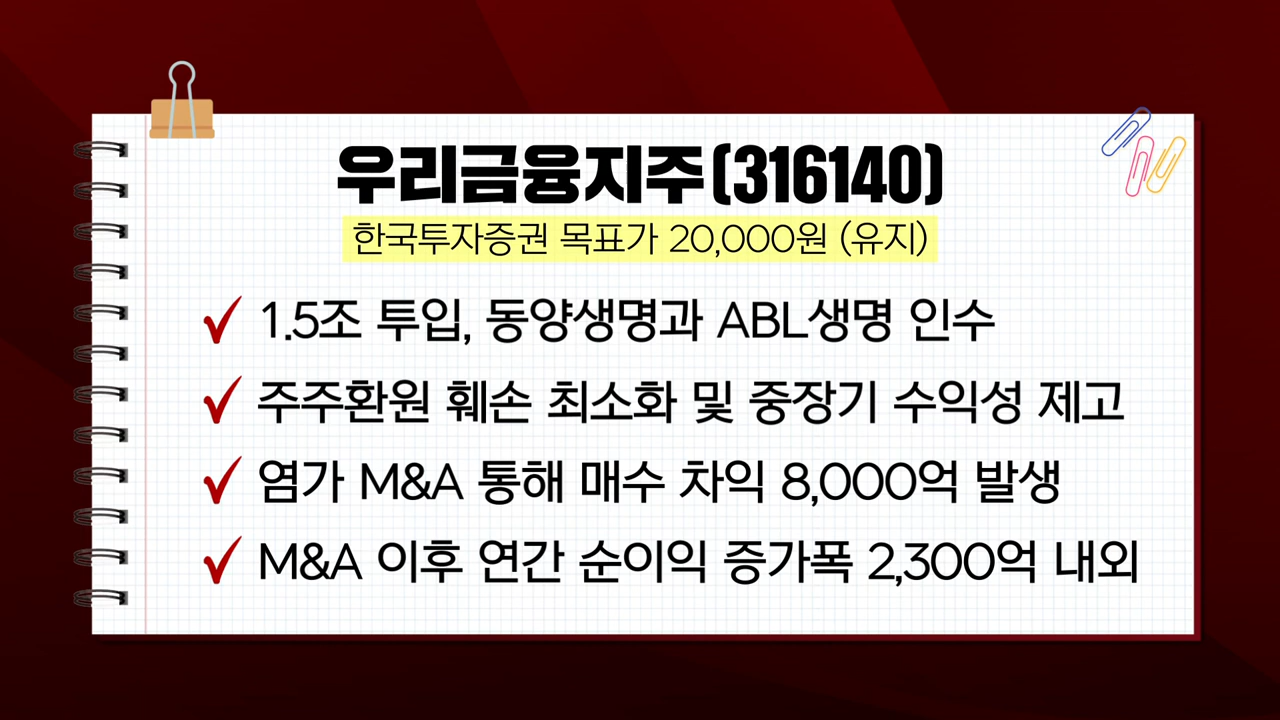 우리금융지주(316140)
한국투자증권 목표가 20,000원 (유지)
1.5조 투입, 동양생명과 ABL생명 인수
주주환원 훼손 최소화 및 중장기 수익성 제고
염가 M&A 통해 매수 차익 8,000억 발생
M&A 이후 연간 순이익 증가폭 2,300억 내외